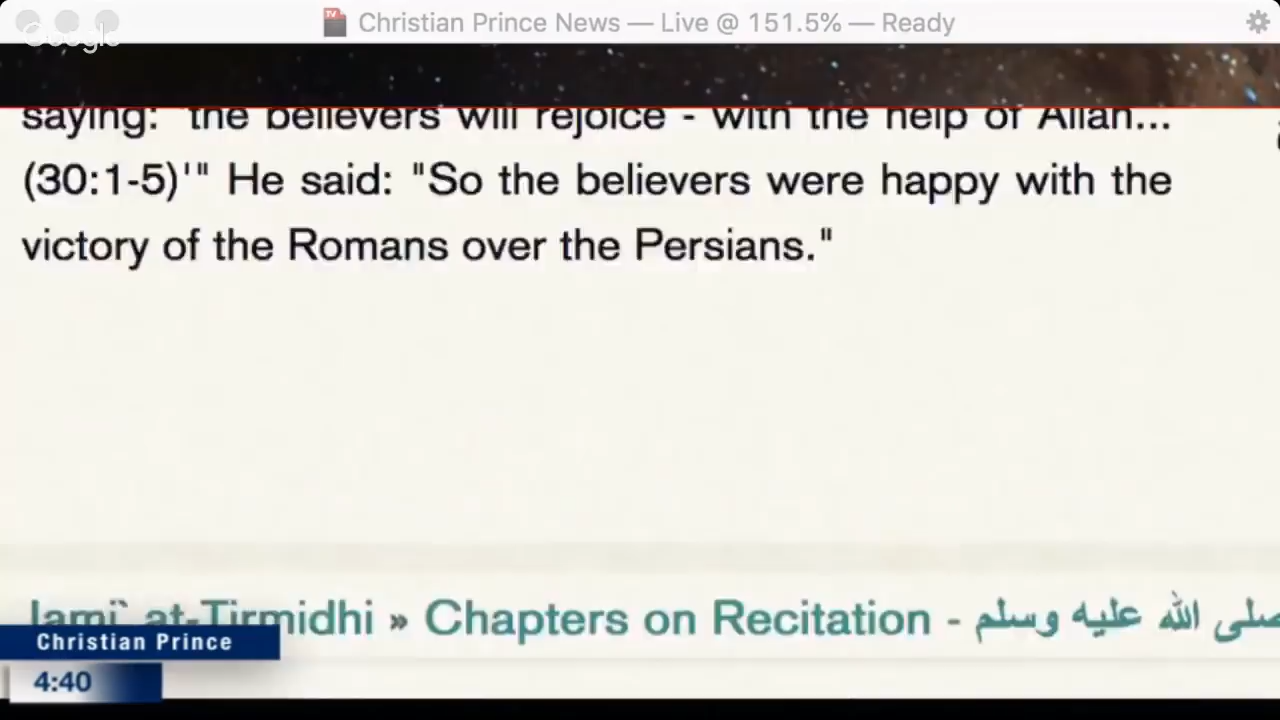 Christian Prince News — Live @ 151.5% — Ready
Google
saying: 'the believers will rejoice - with the help of Allah...
(30:1-5)'" He said: "So the believers were happy with the
victory of the Romans over the Persians."
Jami` at-Tirmidhi » Chapters on Recitation - صلى الله عليه وسلم
Christian Prince
4:40